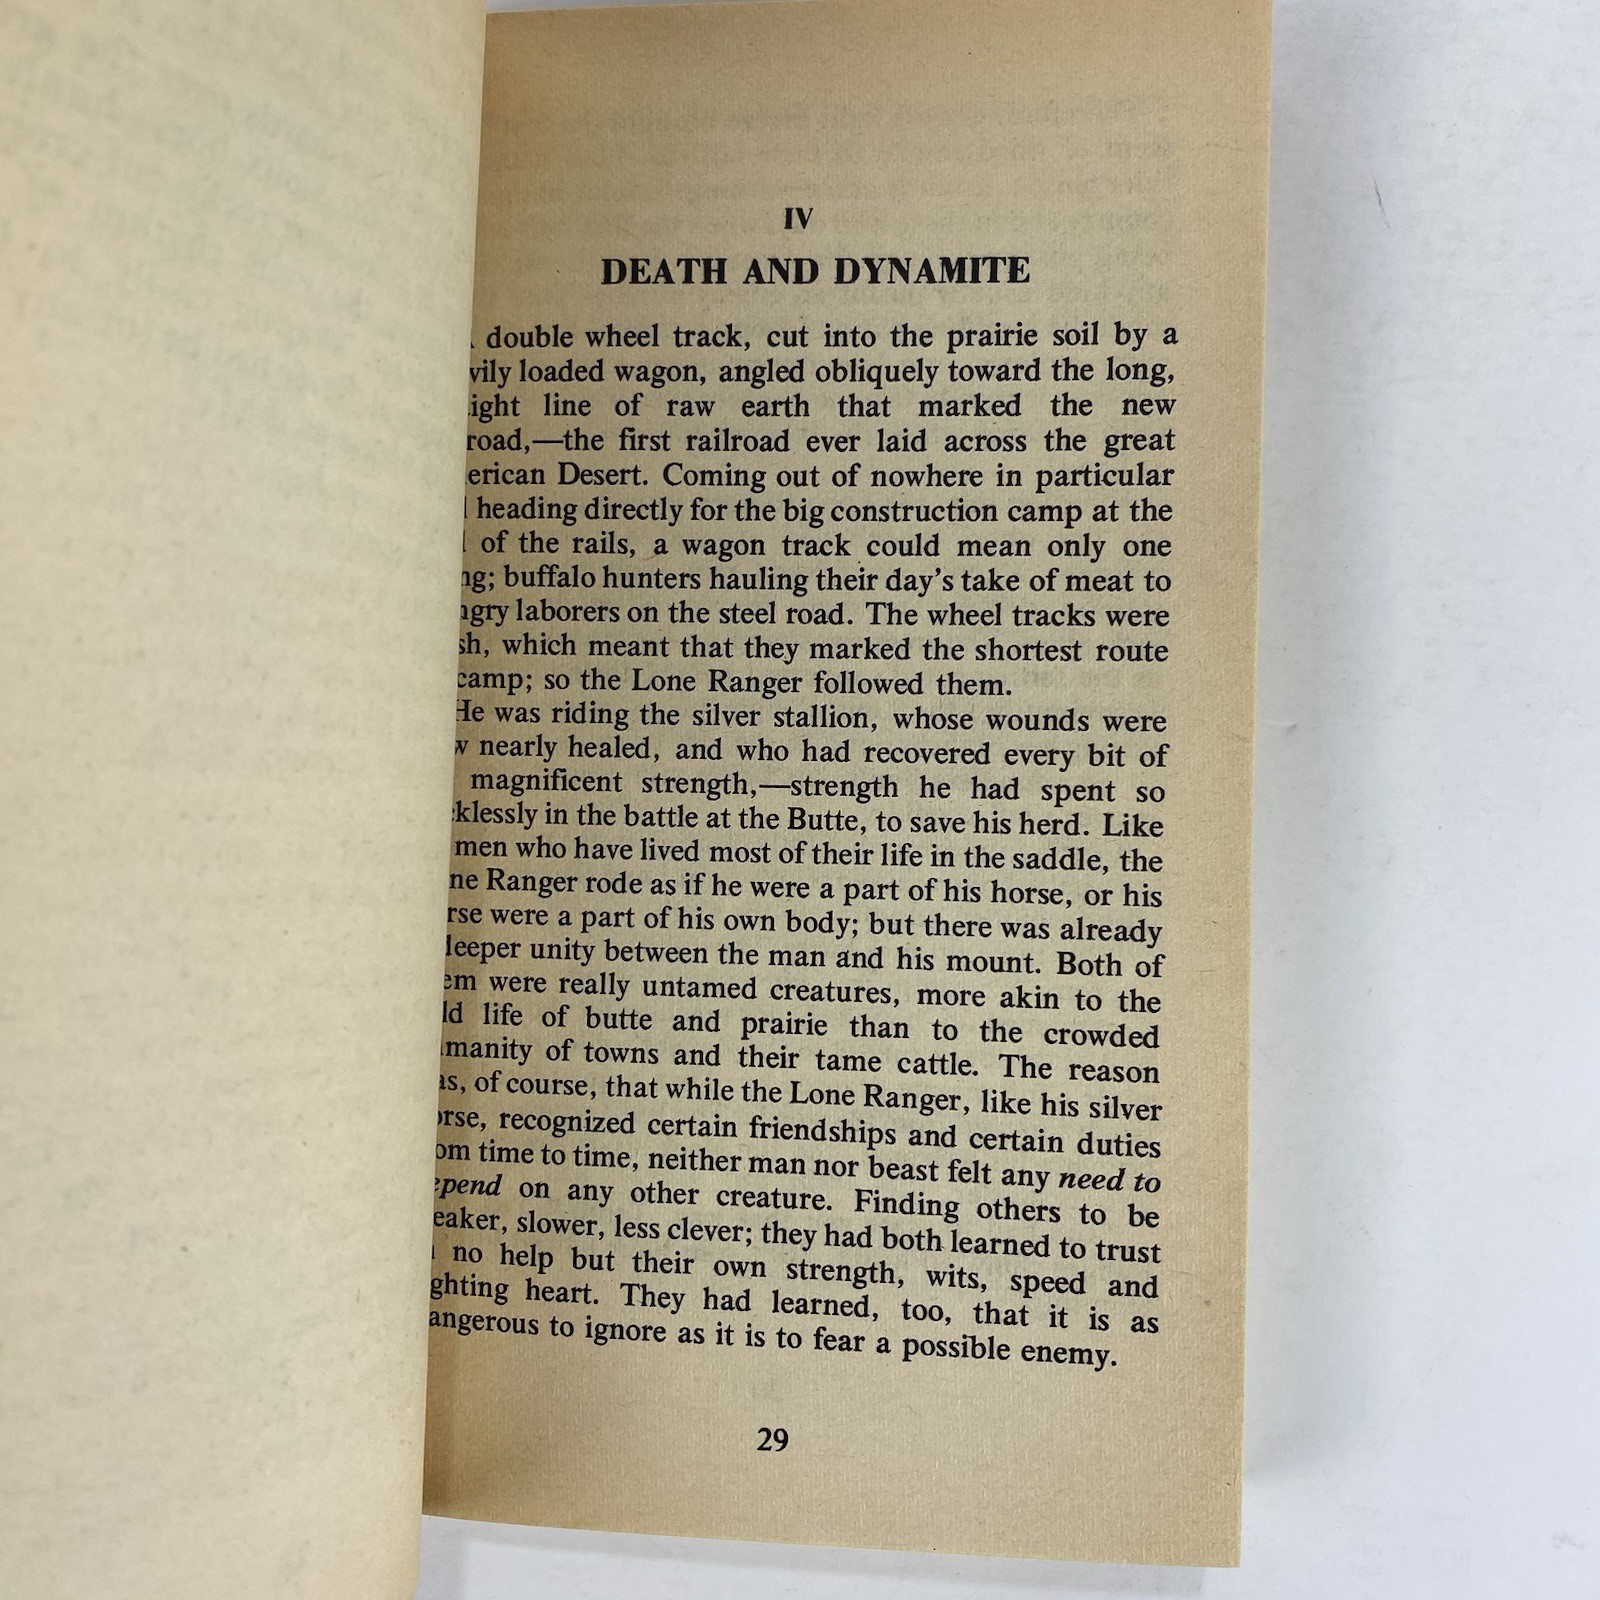 IV
DEATH AND DYNAMITE
double wheel track, cut into the prairie soil by a
vily loaded wagon, angled obliquely toward the long,
ight line of raw earth that marked the new
road,—the first railroad ever laid across the great
erican Desert. Coming out of nowhere in particular
heading directly for the big construction camp at the
of the rails, a wagon track could mean only one
ng; buffalo hunters hauling their day's take of meat to
ngry laborers on the steel road. The wheel tracks were
sh, which meant that they marked the shortest route
camp; so the Lone Ranger followed them.
He was riding the silver stallion, whose wounds were
w nearly healed, and who had recovered every bit of
magnificent strength,—strength he had spent so
klessly in the battle at the Butte, to save his herd. Like
men who have lived most of their life in the saddle, the
ne Ranger rode as if he were a part of his horse, or his
rse were a part of his own body; but there was already
deeper unity between the man and his mount. Both of
em were really untamed creatures, more akin to the
ld life of butte and prairie than to the crowded
manity of towns and their tame cattle. The reason
as, of course, that while the Lone Ranger, like his silver
orse, recognized certain friendships and certain duties
om time to time, neither man nor beast felt any need to
epend on any other creature. Finding others to be
eaker, slower, less clever; they had both learned to trust
no help but their own strength, wits, speed and
ghting heart. They had learned, too, that it is as
angerous to ignore as it is to fear a possible enemy.
29